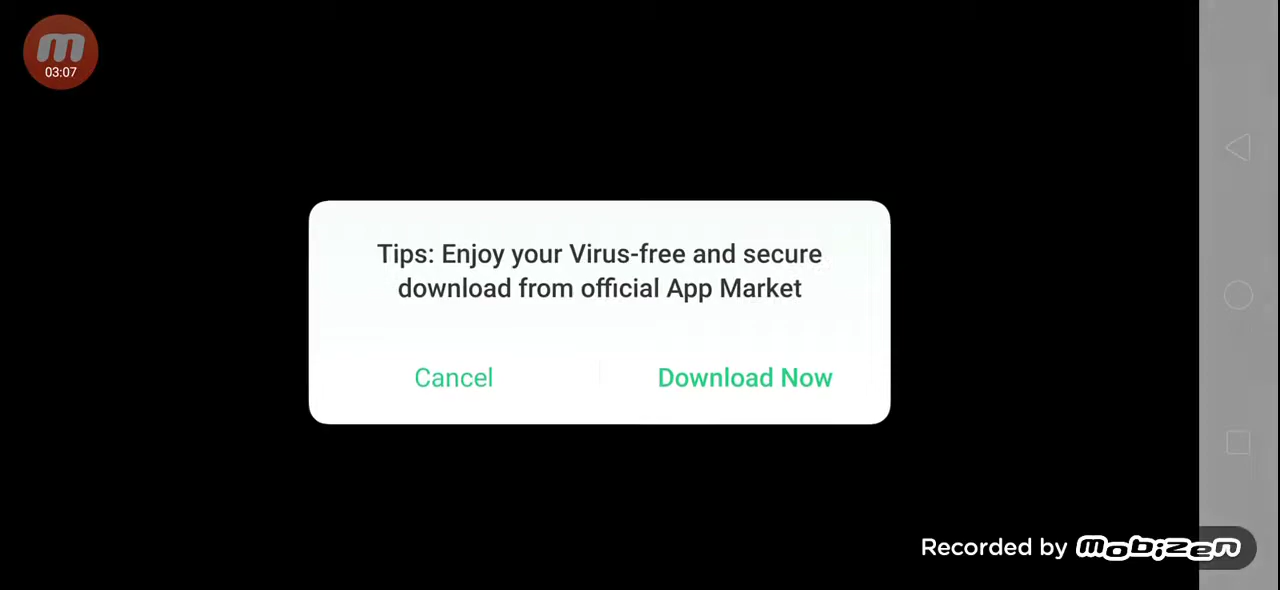 m
03:07
Tips: Enjoy your Virus-free and secure
download from official App Market
Cancel
Download Now
Recorded by mobizen